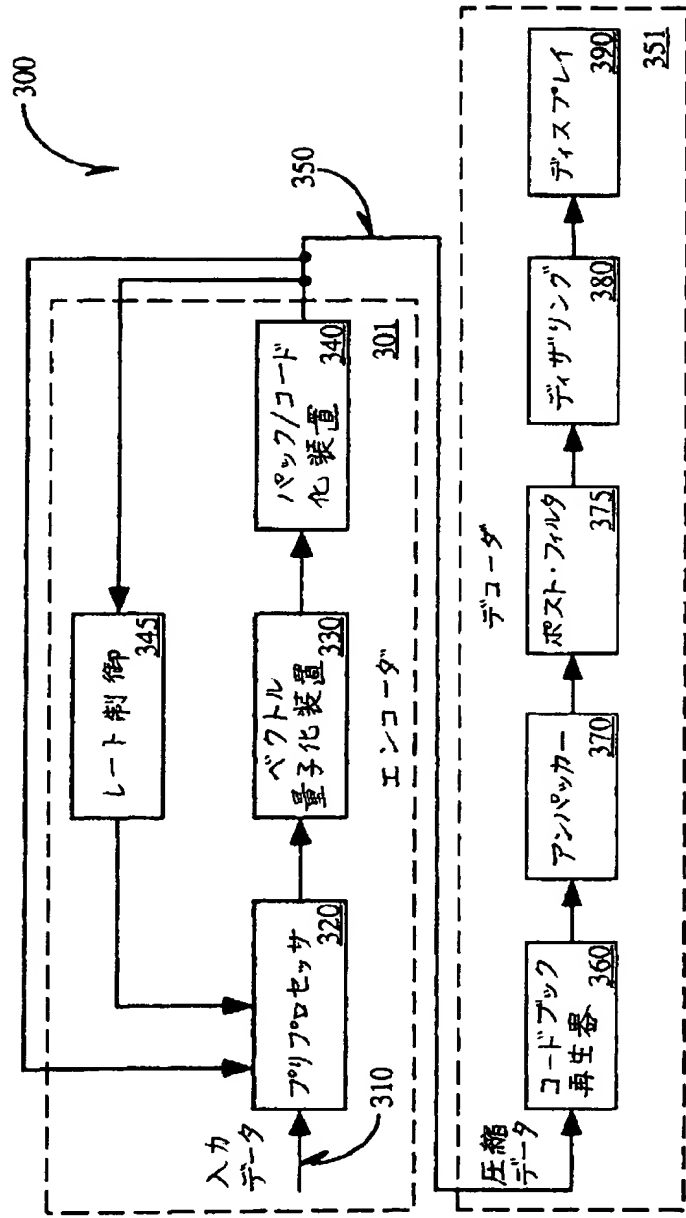 300
350
レート制御
345
入力
データ
310
プリプロセッサ
320
ベクトル
量子化装置
330
パック/コード
化装置
340
エンコーダ
301
デコーダ
圧縮
データ
コードブック
再生器
360
アンパッカー
370
ポスト・フィルタ
375
ディザリング
380
ディスプレイ
390
351